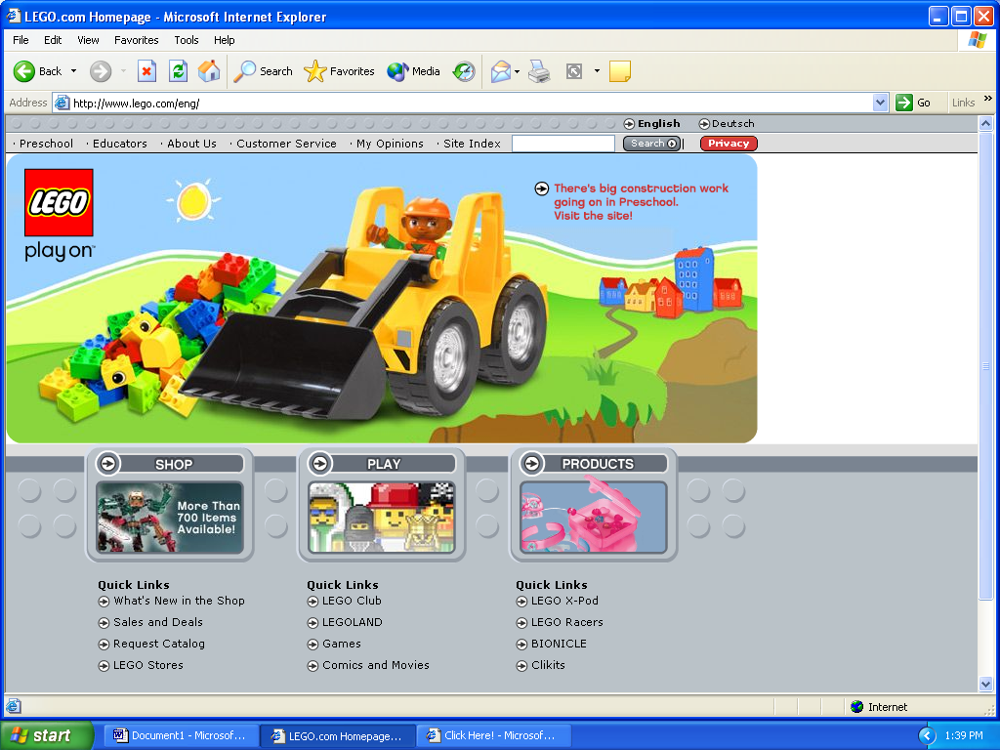 LEGO.com Homepage - Microsoft Internet Explorer
File Edit View Favorites Tools Help
Back Search Favorites Media
Address http://www.lego.com/eng/ Go Links »
English Deutsch
· Preschool · Educators · About Us · Customer Service · My Opinions · Site Index Search | Privacy
LEGO
play on™
There's big construction work
going on in Preschool.
Visit the site!
SHOP PLAY PRODUCTS
More Than
700 Items
Available!
Quick Links Quick Links Quick Links
What's New in the Shop LEGO Club LEGO X-Pod
Sales and Deals LEGOLAND LEGO Racers
Request Catalog Games BIONICLE
LEGO Stores Comics and Movies Clikits
Internet
start Document1 - Microsof... LEGO.com Homepage... Click Here! - Microsof... 1:39 PM